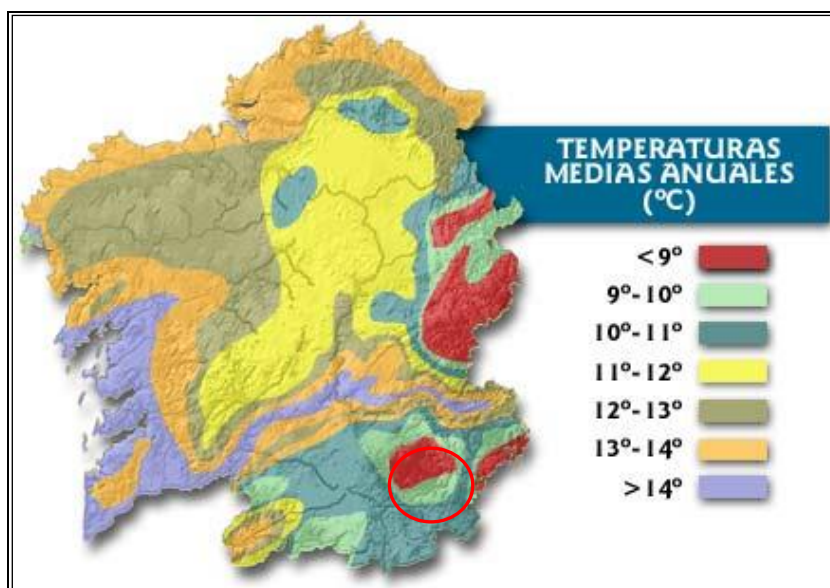 TEMPERATURAS
MEDIAS ANUALES
(ºC)
<9º
9º-10º
10º-11º
11º-12º
12º-13º
13º-14º
>14º